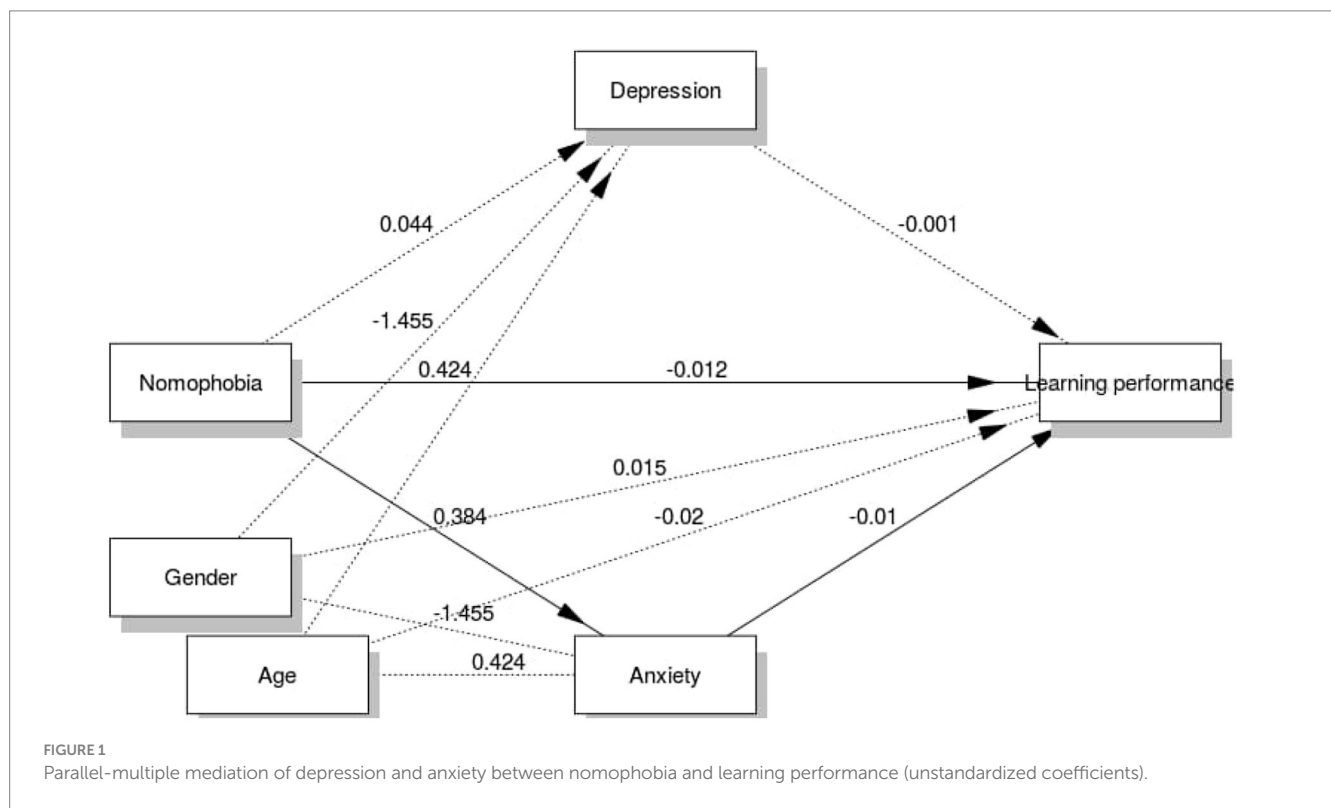 Depression
0.044
-0.001
-1.455
Nomophobia
0.424
-0.012
Learning performance
0.015
0.384
-0.02
-0.01
Gender
-1.455
Age
0.424
Anxiety
FIGURE 1
Parallel-multiple mediation of depression and anxiety between nomophobia and learning performance (unstandardized coefficients).